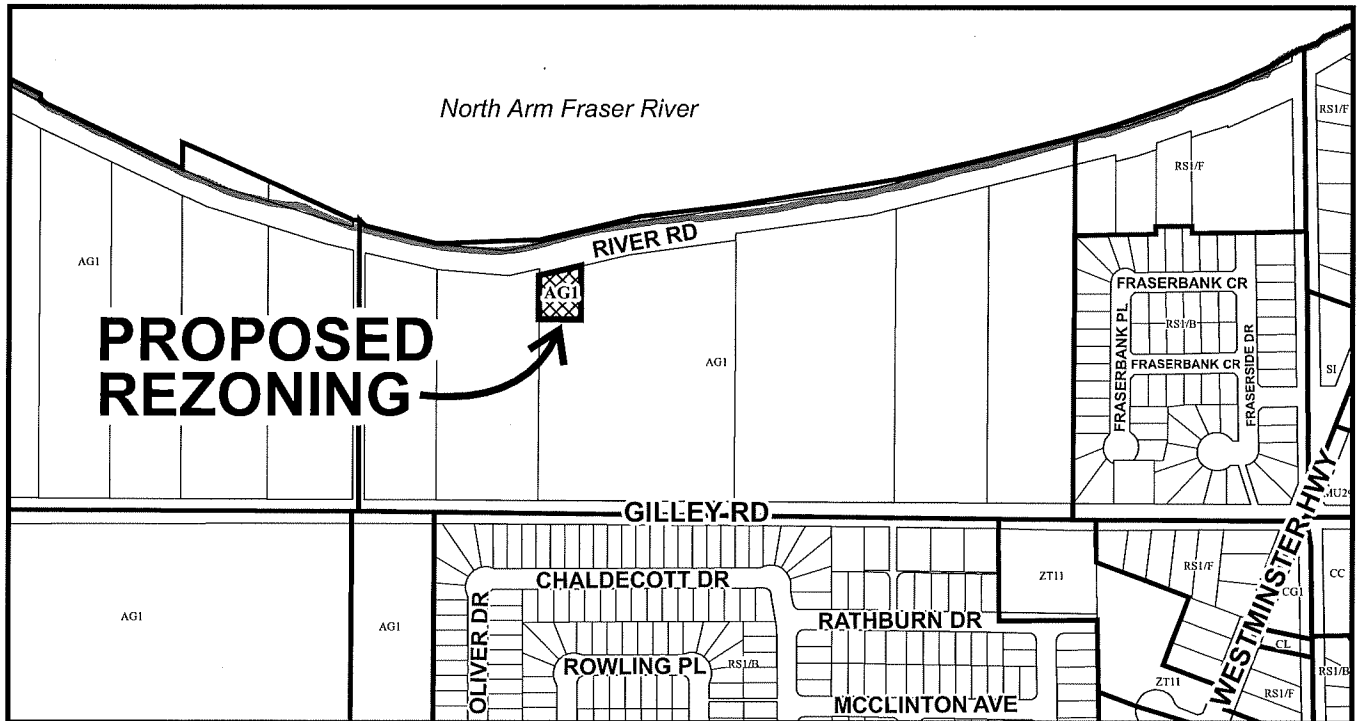 North Arm Fraser River
RS1/F
RS1/F
RIVER RD
AG1
AG1
FRASERBANK CR
PROPOSED
REZONING
FRASERBANK PL
RS1/B
FRASERSIDE DR
AG1
FRASERBANK CR
SI
WESTMINSTER HWY
GILLEY RD
CHALDECOTT DR
ZT11
RS1/F
CC
CG1
AG1
AG1
OLIVER DR
RATHBURN DR
ROWLING PL
RS1/B
CL
RS1/B
ZT11
RS1/F
MCCLINTON AVE